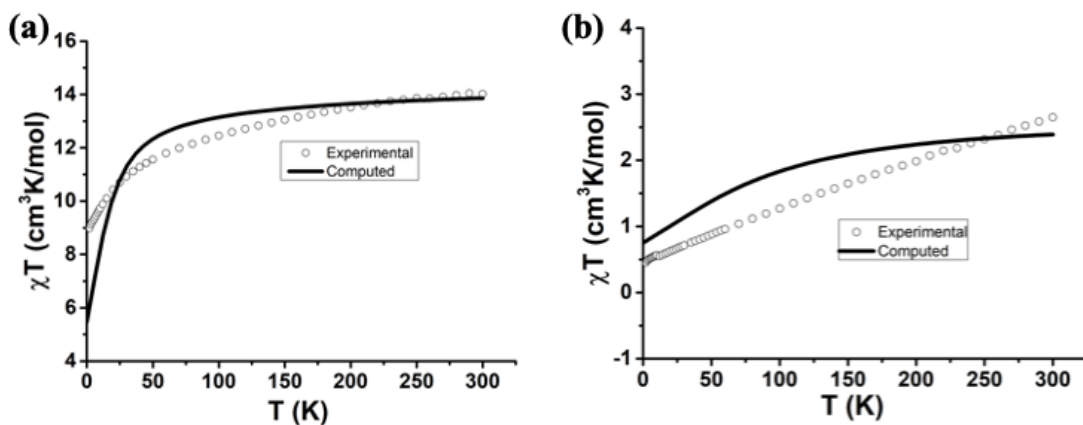 (a)
16
14
12
10
8
6
4
χT (cm³K/mol)
Experimental
Computed
0 50 100 150 200 250 300
T (K)
(b)
4
3
2
1
0
-1
χT (cm³K/mol)
Experimental
Computed
0 50 100 150 200 250 300
T (K)